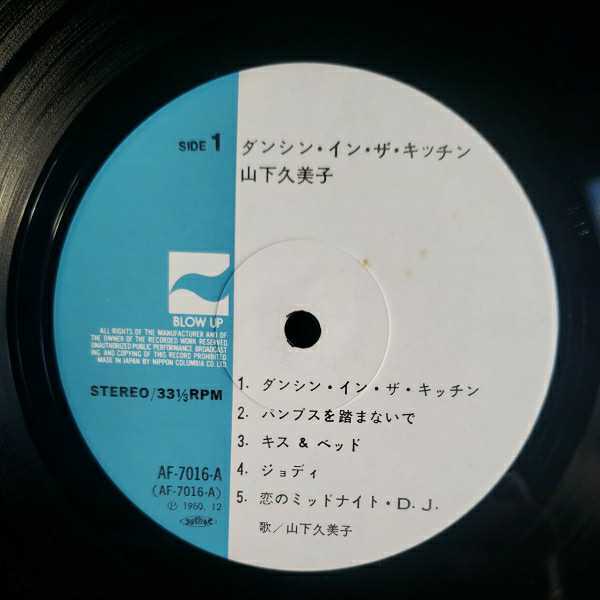 SIDE 1
ダンシン・イン・ザ・キッチン
山下久美子
BLOW UP
ALL RIGHTS OF THE MANUFACTURER AND OF
THE OWNER OF THE RECORDED WORK RESERVED
UNAUTHORIZED PUBLIC PERFORMANCE BROADCAST
ING AND COPYING OF THIS RECORD PROHIBITED
MADE IN JAPAN BY NIPPON COLUMBIA CO.LTD.
STEREO/33⅓RPM
AF-7016-A
(AF-7016-A)
Ⓟ 1980. 12
1. ダンシン・イン・ザ・キッチン
2. パンプスを踏まないで
3. キス & ベッド
4. ジョディ
5. 恋のミッドナイト・D.J.
歌/山下久美子